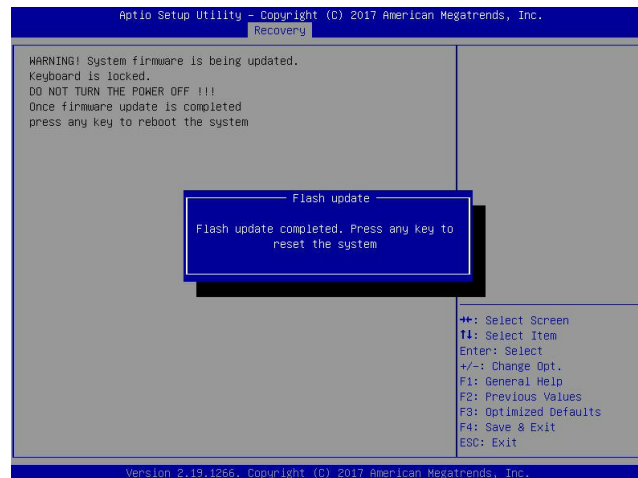 Aptio Setup Utility – Copyright (C) 2017 American Megatrends, Inc.
Recovery
WARNING! System firmware is being updated.
Keyboard is locked.
DO NOT TURN THE POWER OFF !!!
Once firmware update is completed
press any key to reboot the system
Flash update
Flash update completed. Press any key to
reset the system
→←: Select Screen
↑↓: Select Item
Enter: Select
+/-: Change Opt.
F1: General Help
F2: Previous Values
F3: Optimized Defaults
F4: Save & Exit
ESC: Exit
Version 2.19.1266. Copyright (C) 2017 American Megatrends, Inc.